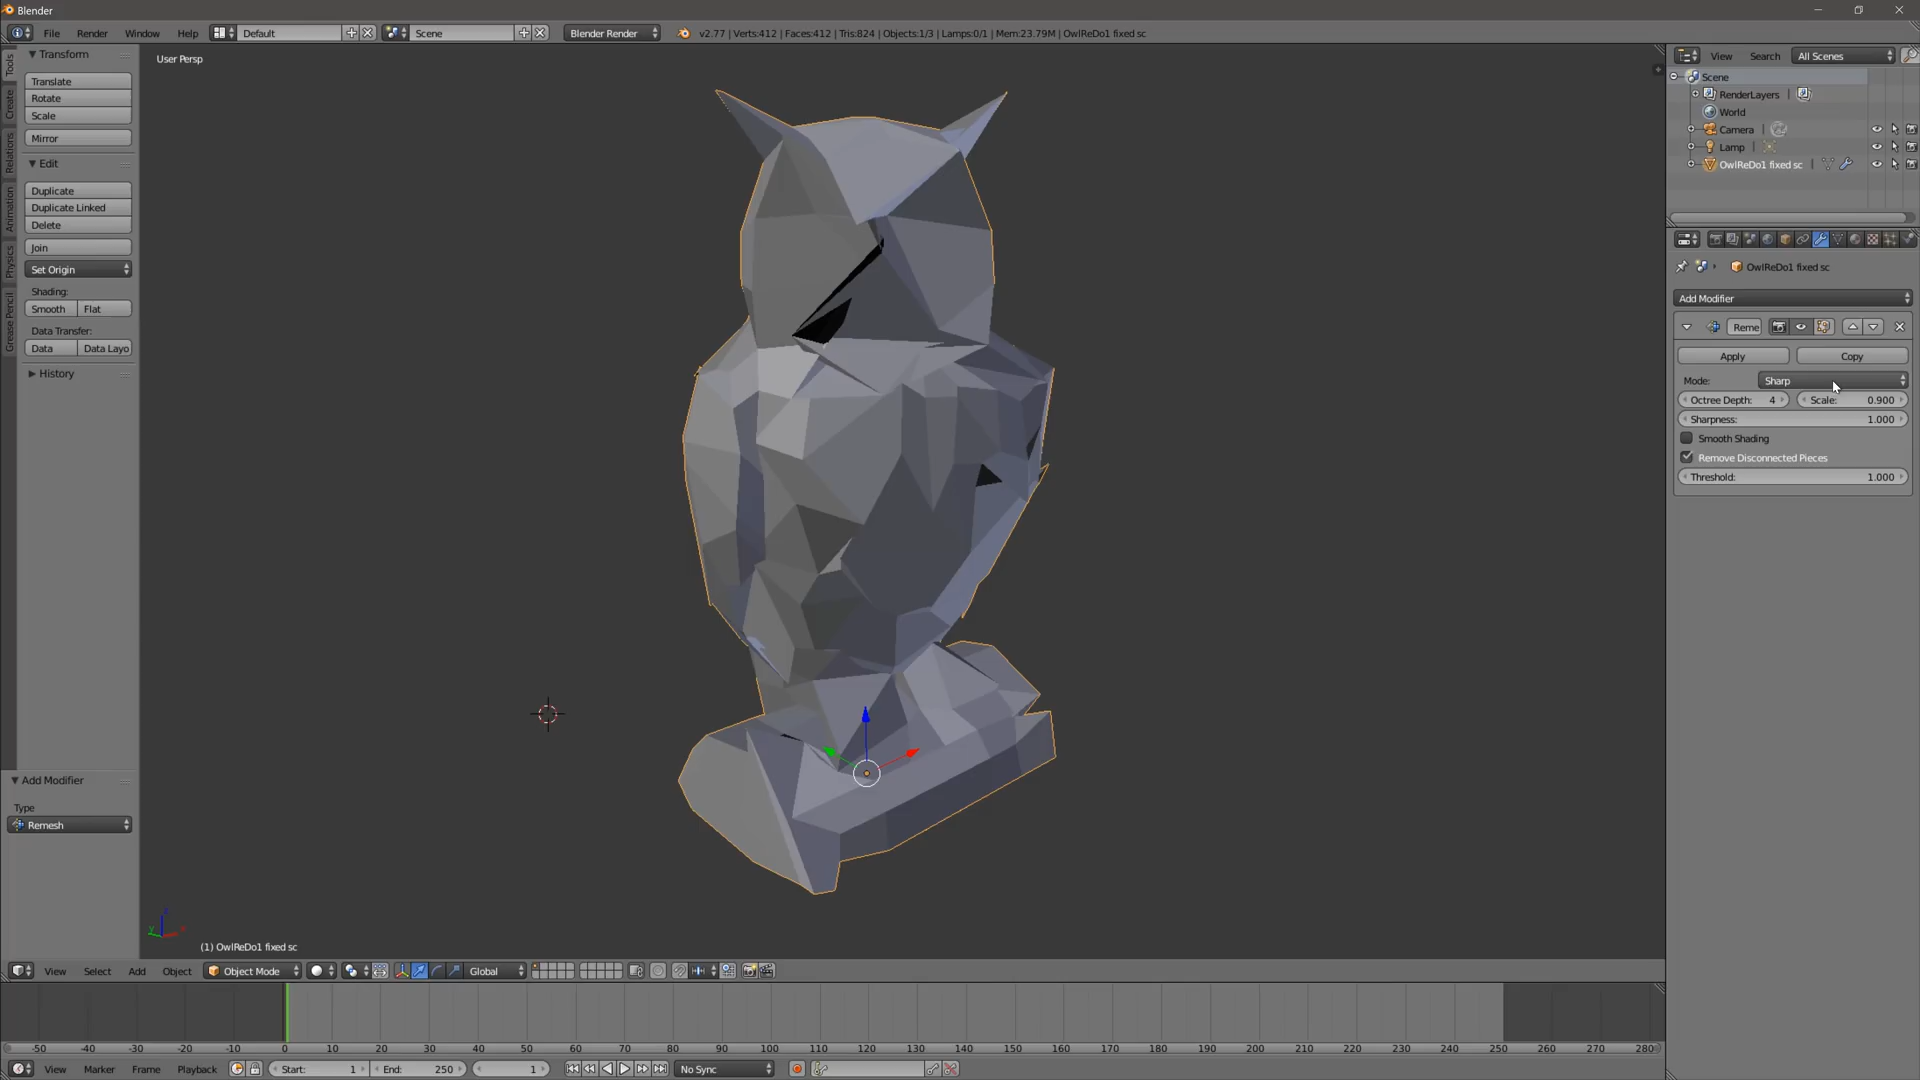 Blender
File Render Window Help Default Scene Blender Render v2.77 | Verts:412 | Faces:412 | Tris:824 | Objects:1/3 | Lamps:0/1 | Mem:23.79M | OwlReDo1 fixed sc
Tools
Create
Relations
Animation
Physics
Grease Pencil
Transform
Translate
Rotate
Scale
Mirror
Edit
Duplicate
Duplicate Linked
Delete
Join
Set Origin
Shading:
Smooth Flat
Data Transfer:
Data Data Layo
History
Add Modifier
Type
Remesh
User Persp
(1) OwlReDo1 fixed sc
View Search All Scenes
Scene
RenderLayers
World
Camera
Lamp
OwlReDo1 fixed sc
OwlReDo1 fixed sc
Add Modifier
Reme
Apply Copy
Mode: Sharp
Octree Depth: 4 Scale: 0.900
Sharpness: 1.000
Smooth Shading
Remove Disconnected Pieces
Threshold: 1.000
View Select Add Object Object Mode Global
-50 -40 -30 -20 -10 0 10 20 30 40 50 60 70 80 90 100 110 120 130 140 150 160 170 180 190 200 210 220 230 240 250 260 270 280
View Marker Frame Playback Start: 1 End: 250 1 No Sync